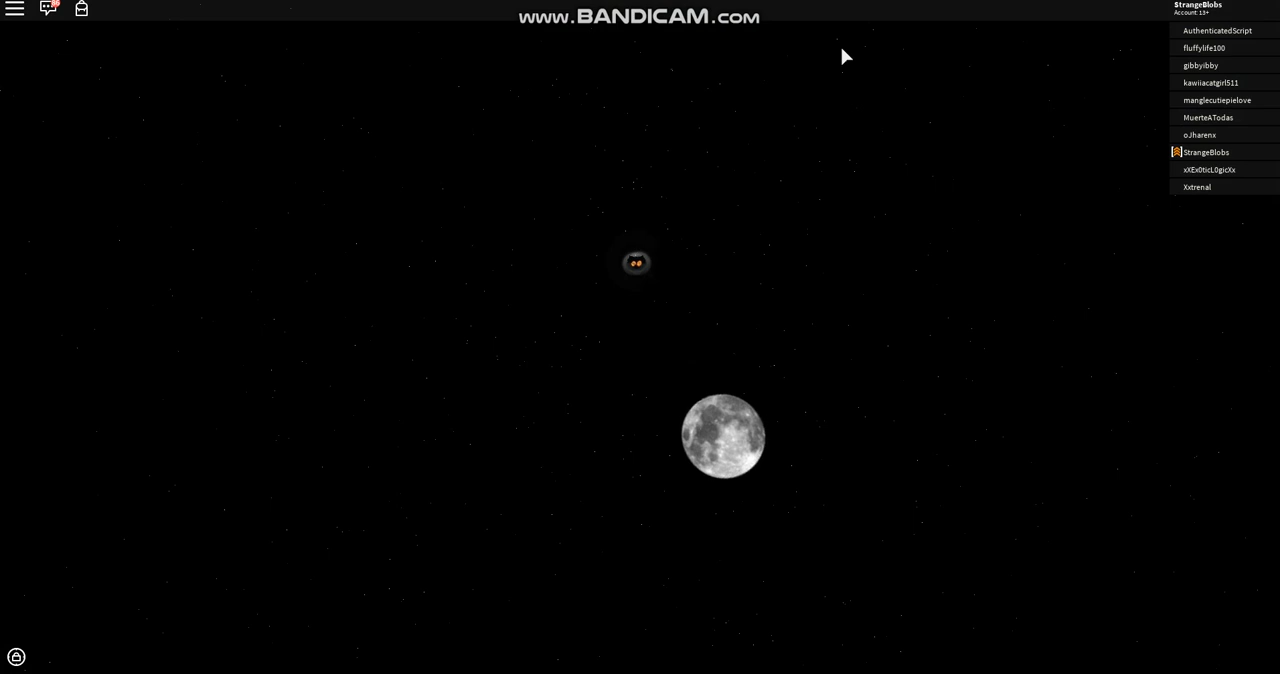 www.BANDICAM.com
StrangeBlobs
Account: 13+
AuthenticatedScript
fluffylife100
gibbyibby
kawiiacatgirl511
manglecutiepielove
MuerteATodas
oJharenx
StrangeBlobs
xXEx0ticL0gicXx
Xxtrenal